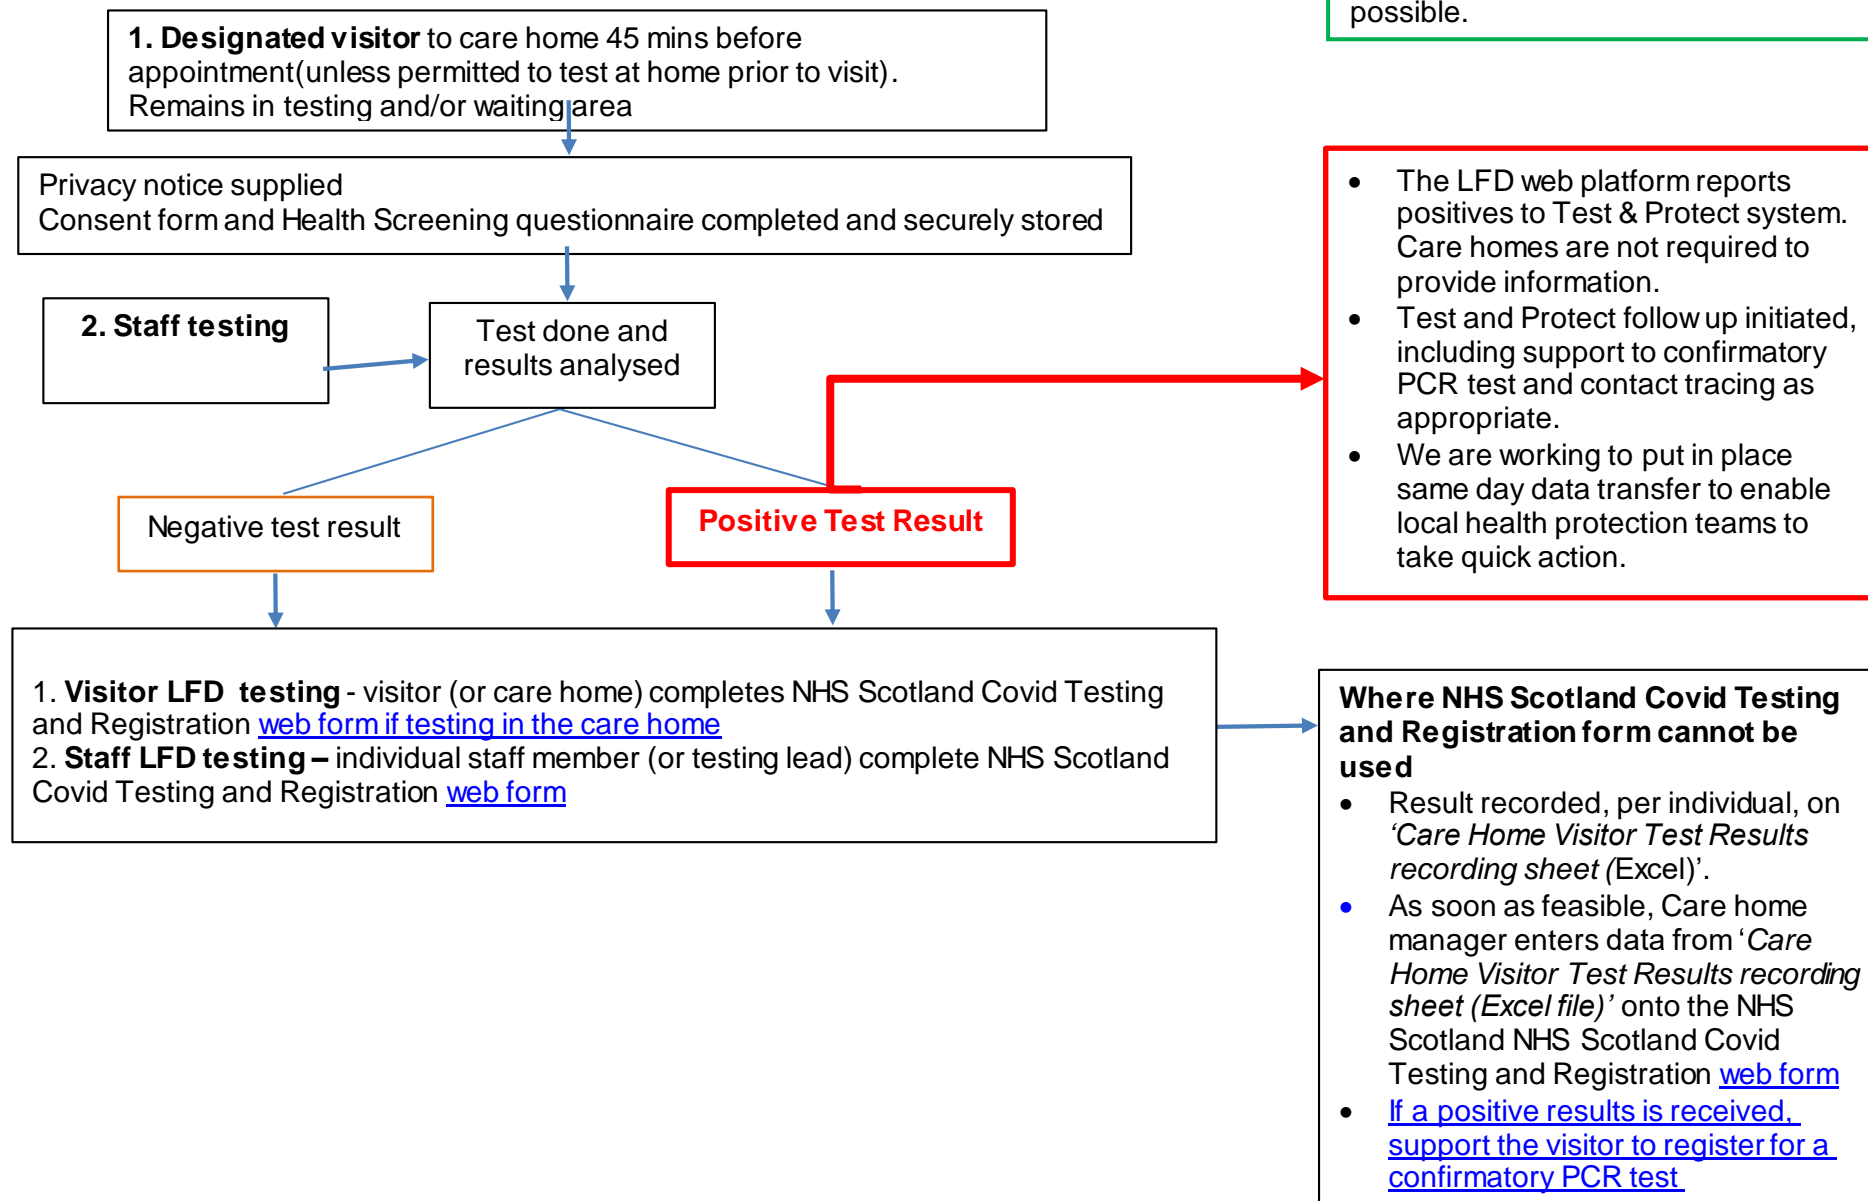 possible.
1. Designated visitor to care home 45 mins before
appointment(unless permitted to test at home prior to visit).
Remains in testing and/or waiting area
Privacy notice supplied
Consent form and Health Screening questionnaire completed and securely stored
2. Staff testing
Test done and
results analysed
Negative test result
Positive Test Result
• The LFD web platform reports
positives to Test & Protect system.
Care homes are not required to
provide information.
• Test and Protect follow up initiated,
including support to confirmatory
PCR test and contact tracing as
appropriate.
• We are working to put in place
same day data transfer to enable
local health protection teams to
take quick action.
1. Visitor LFD testing - visitor (or care home) completes NHS Scotland Covid Testing
and Registration web form if testing in the care home
2. Staff LFD testing – individual staff member (or testing lead) complete NHS Scotland
Covid Testing and Registration web form
Where NHS Scotland Covid Testing
and Registration form cannot be
used
• Result recorded, per individual, on
‘Care Home Visitor Test Results
recording sheet (Excel)’.
• As soon as feasible, Care home
manager enters data from ‘Care
Home Visitor Test Results recording
sheet (Excel file)’ onto the NHS
Scotland NHS Scotland Covid
Testing and Registration web form
• If a positive results is received,
support the visitor to register for a
confirmatory PCR test